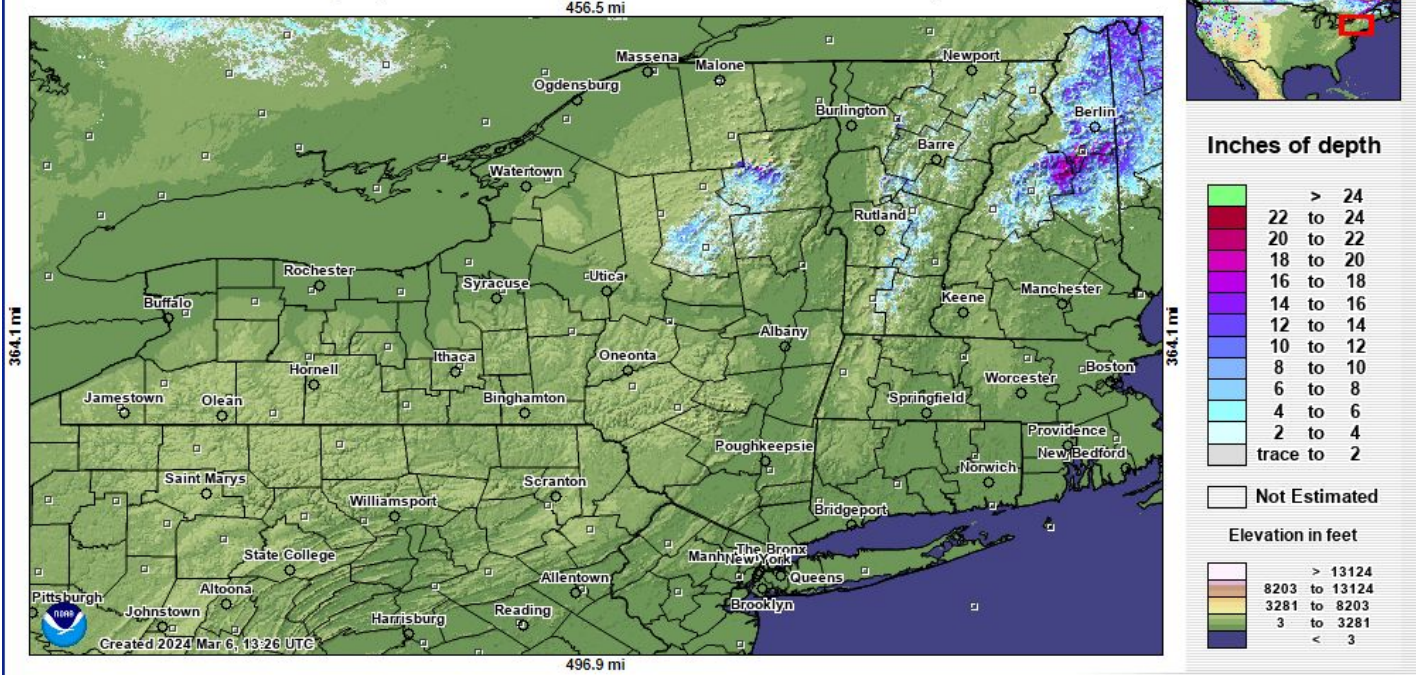 456.5 mi
Massena
Malone
Newport
Ogdensburg
Burlington
Berlin
Barre
Watertown
Rutland
Rochester
Utica
Syracuse
Buffalo
Keene
Manchester
364.1 mi
Albany
364.1 mi
Ithaca
Oneonta
Hornell
Boston
Worcester
Jamestown
Olean
Binghamton
Springfield
Providence
Poughkeepsie
New Bedford
Norwich
Saint Marys
Scranton
Williamsport
Bridgeport
State College
The Bronx
Manh
New York
Allentown
Queens
Altoona
Pittsburgh
Brooklyn
Johnstown
Reading
Harrisburg
NOAA
Created 2024 Mar 6, 13:26 UTC
496.9 mi
Inches of depth
> 24
22 to 24
20 to 22
18 to 20
16 to 18
14 to 16
12 to 14
10 to 12
8 to 10
6 to 8
4 to 6
2 to 4
trace to 2
Not Estimated
Elevation in feet
> 13124
8203 to 13124
3281 to 8203
3 to 3281
< 3